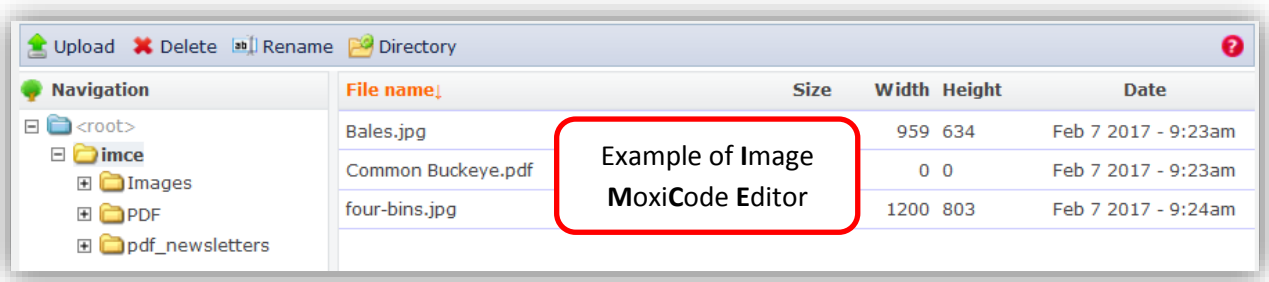 Upload Delete Rename Directory
Navigation File name↓ Size Width Height Date
<root>
imce
Images
PDF
pdf_newsletters
Bales.jpg 959 634 Feb 7 2017 - 9:23am
Common Buckeye.pdf 0 0 Feb 7 2017 - 9:23am
four-bins.jpg 1200 803 Feb 7 2017 - 9:24am
Example of Image
MoxiCode Editor